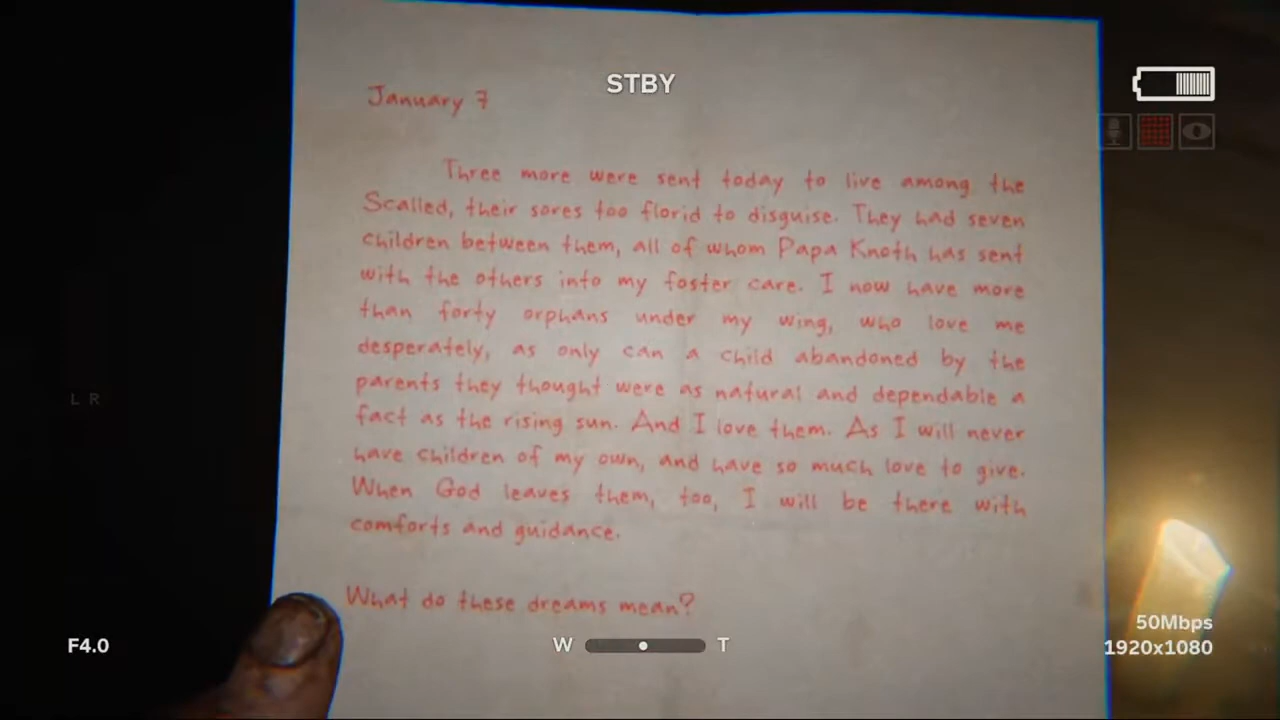 STBY
January 7
Three more were sent today to live among the
Scalled, their sores too florid to disguise. They had seven
children between them, all of whom Papa Knoth has sent
with the others into my foster care. I now have more
than forty orphans under my wing, who love me
desperately, as only can a child abandoned by the
parents they thought were as natural and dependable a
fact as the rising sun. And I love them. As I will never
have children of my own, and have so much love to give.
When God leaves them, too, I will be there with
comforts and guidance.
What do these dreams mean?
L R
F4.0
W T
50Mbps
1920x1080